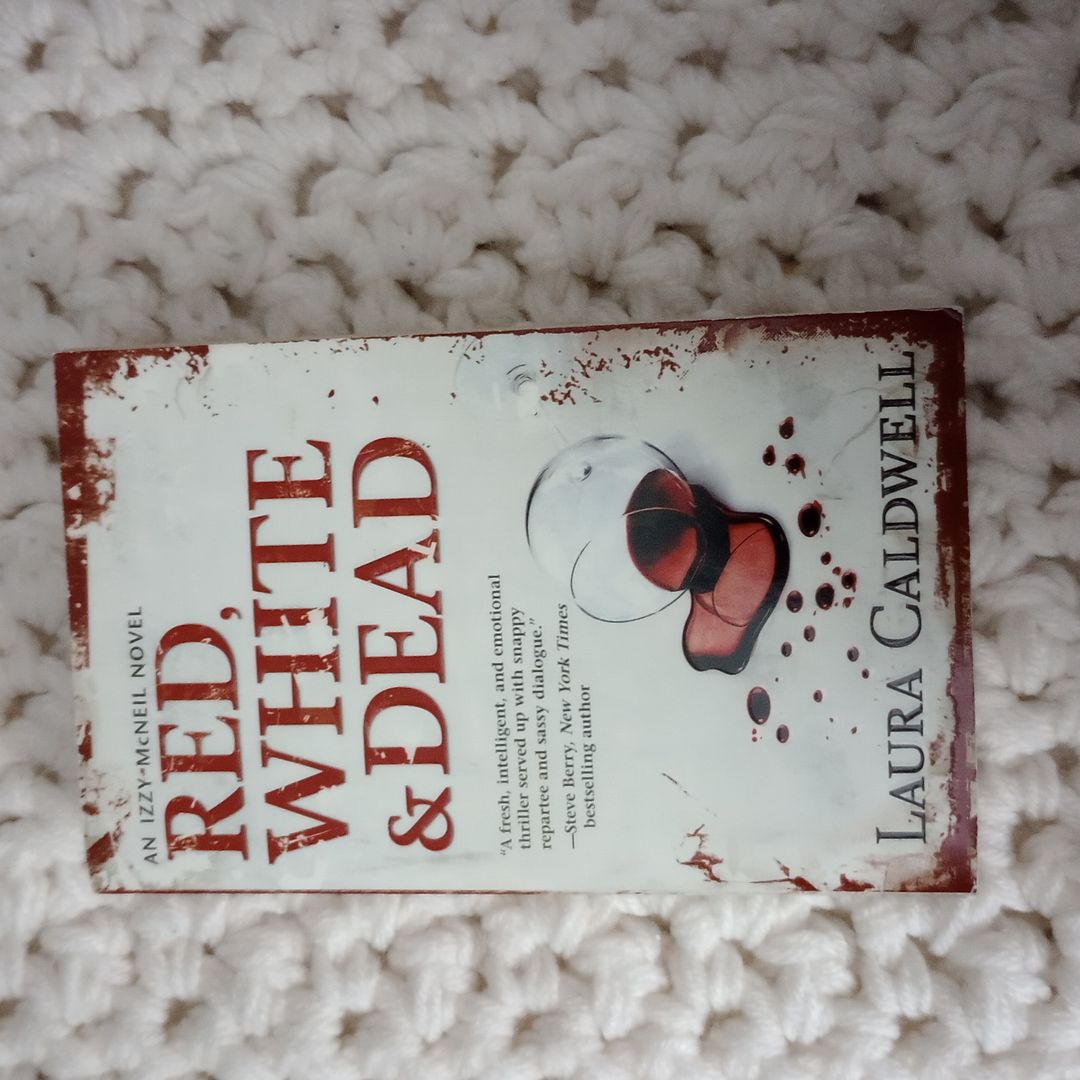 AN IZZY McNEIL NOVEL
RED,
WHITE
& DEAD
"A fresh, intelligent, and emotional
thriller served up with snappy
repartee and sassy dialogue."
—Steve Berry, New York Times
bestselling author
LAURA CALDWELL